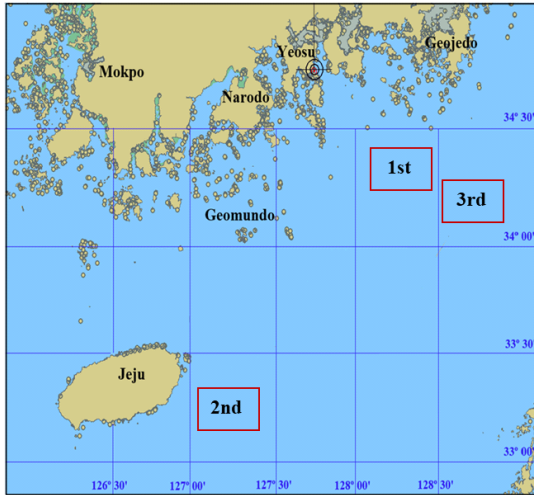 Yeosu
Geojedo
Mokpo
Narodo
34° 30'
1st
3rd
Geomundo
34° 00'
33° 30'
Jeju
2nd
33° 00'
126° 30' 127° 00' 127° 30' 128° 00' 128° 30'